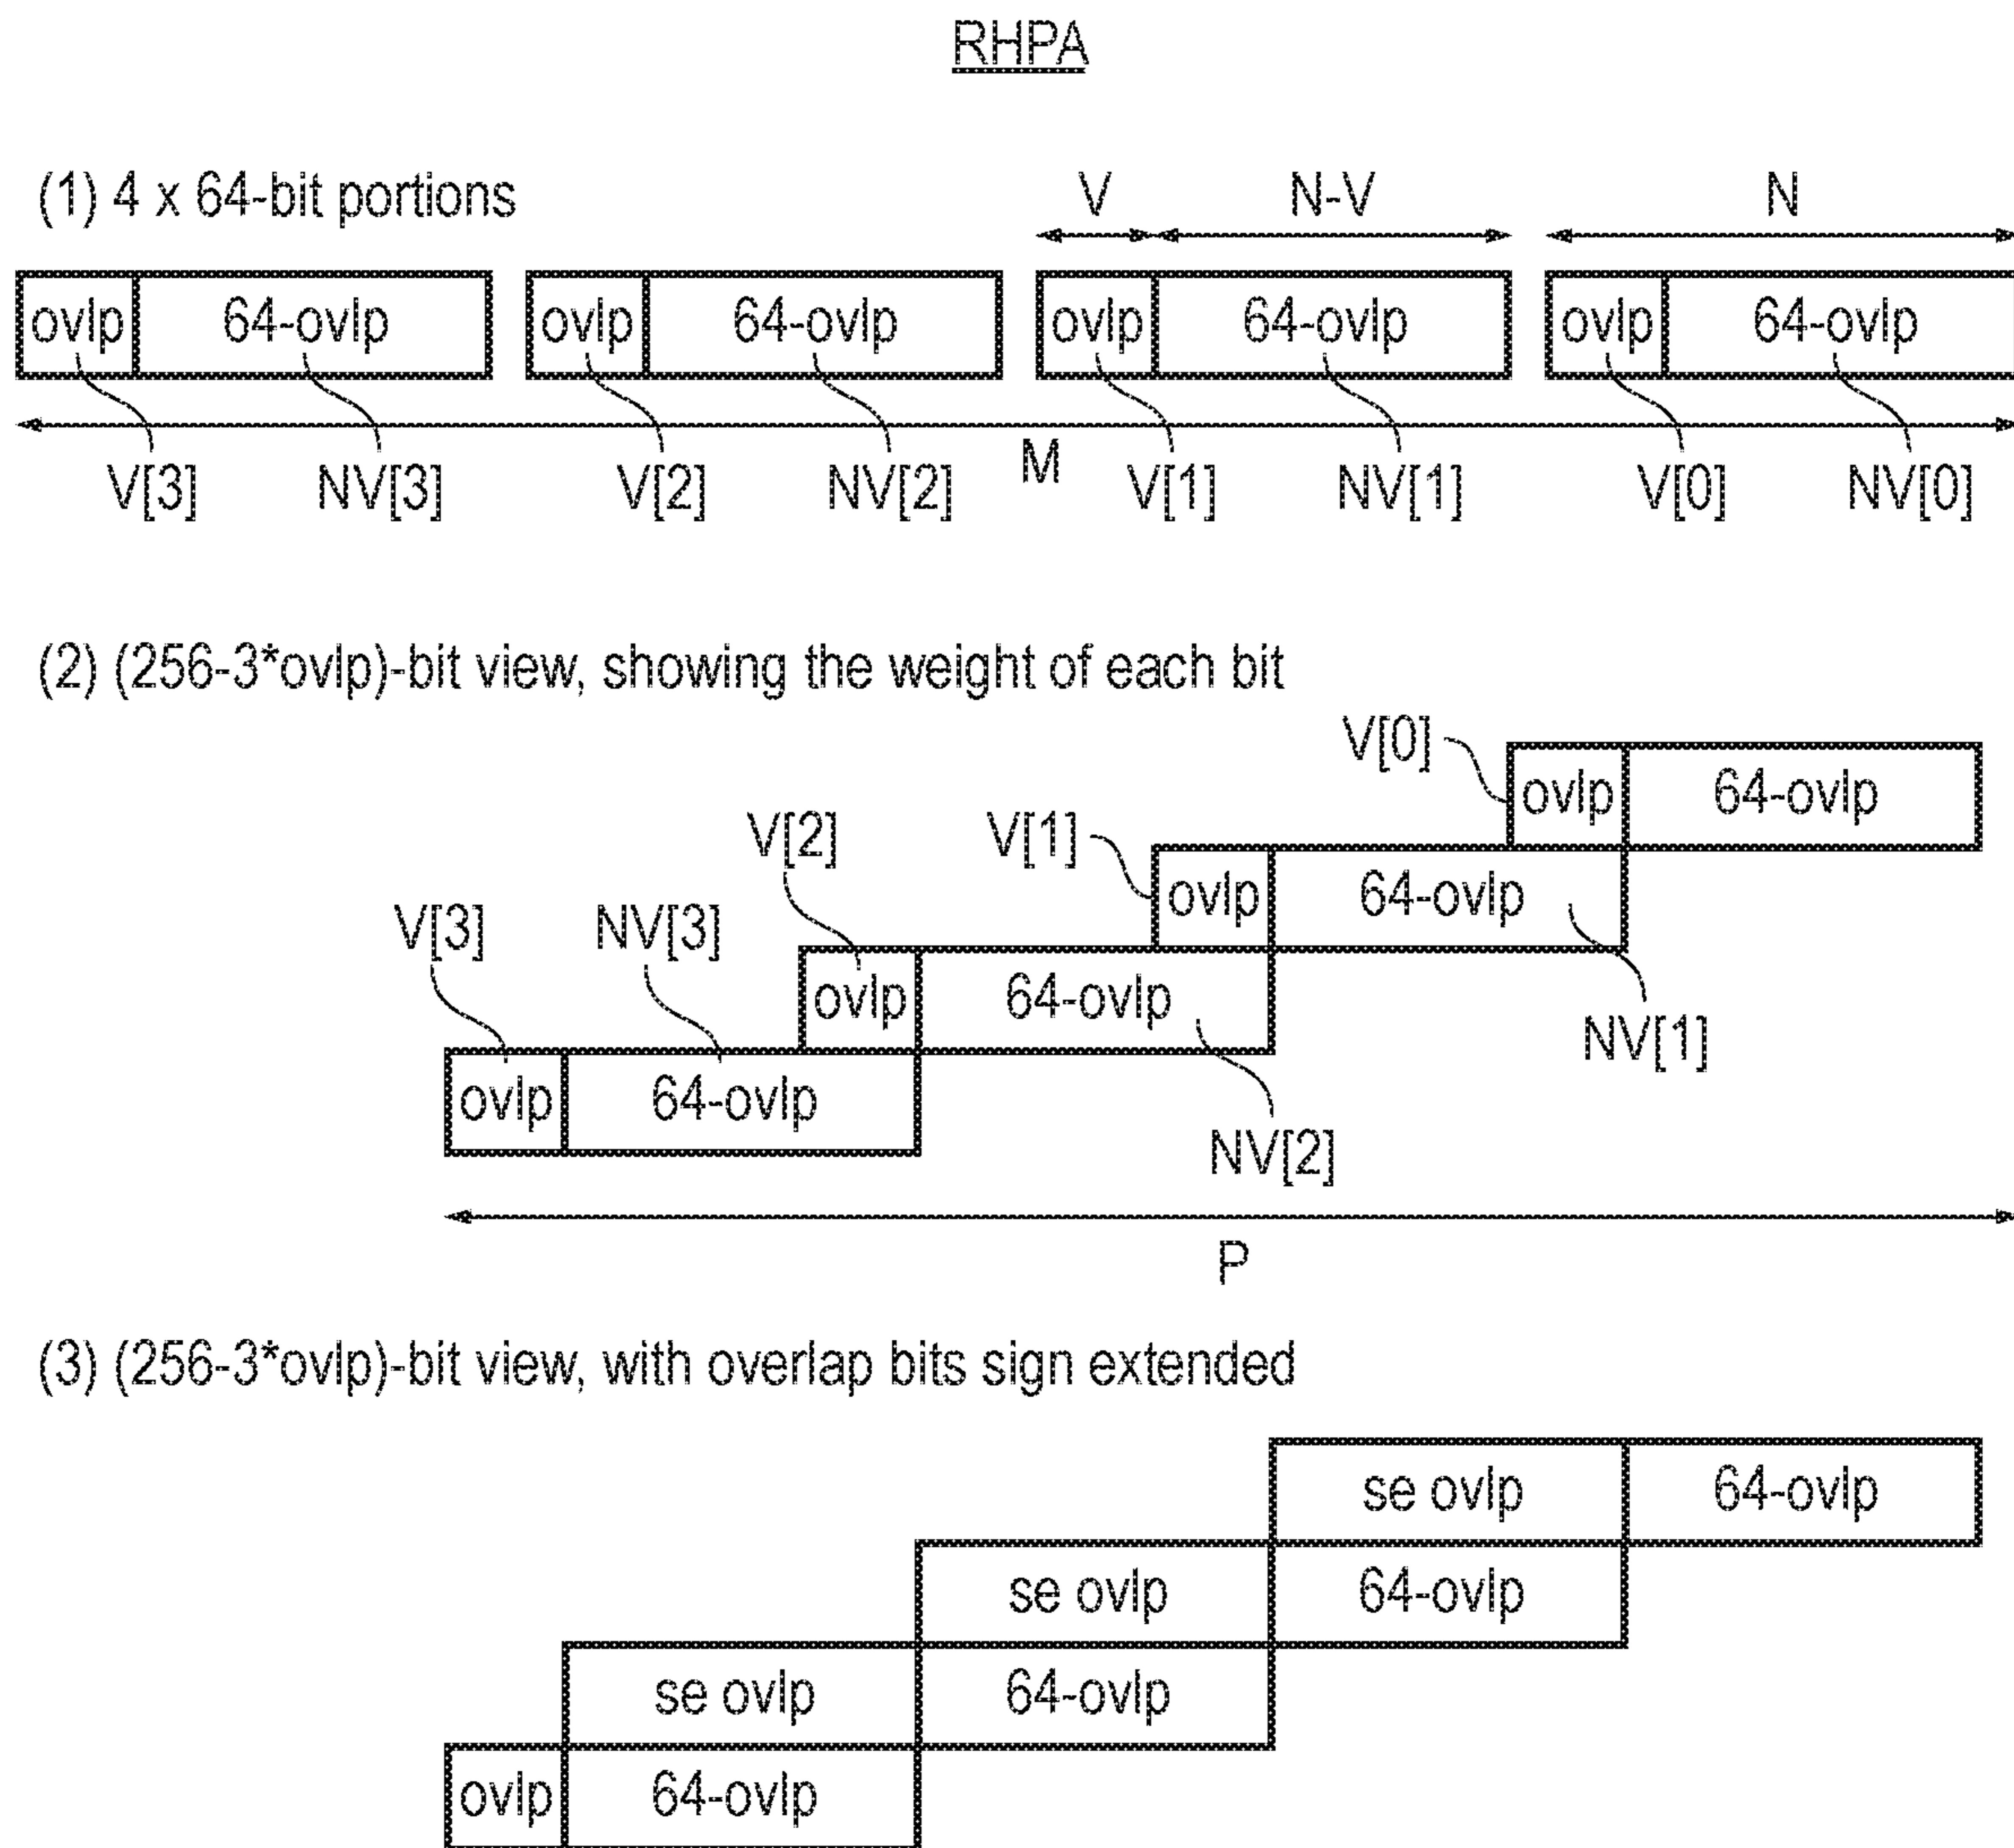 RHPA
(1) 4 x 64-bit portions
V N-V N
ovlp 64-ovlp ovlp 64-ovlp ovlp 64-ovlp ovlp 64-ovlp
M
V[3] NV[3] V[2] NV[2] V[1] NV[1] V[0] NV[0]
(2) (256-3*ovlp)-bit view, showing the weight of each bit
V[0] ovlp 64-ovlp
V[2] V[1] ovlp 64-ovlp
V[3] NV[3] ovlp 64-ovlp NV[1]
ovlp 64-ovlp NV[2]
P
(3) (256-3*ovlp)-bit view, with overlap bits sign extended
se ovlp 64-ovlp
se ovlp 64-ovlp
se ovlp 64-ovlp
ovlp 64-ovlp